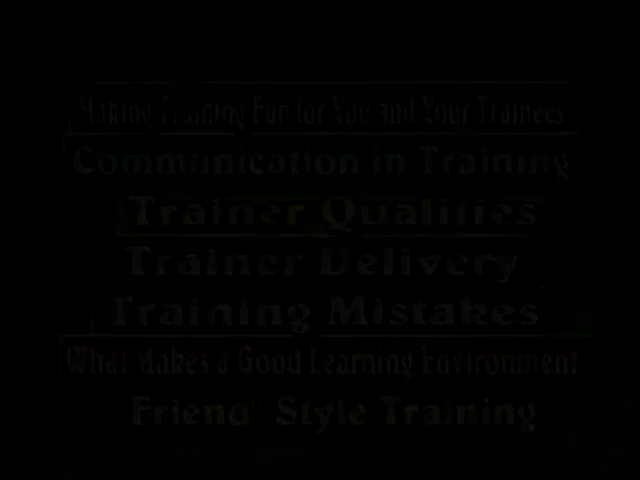 Making Training Fun for You and Your Trainees
Communication in Training
Trainer Qualities
Trainer Delivery
Training Mistakes
What Makes a Good Learning Environment
Friend" Style Training